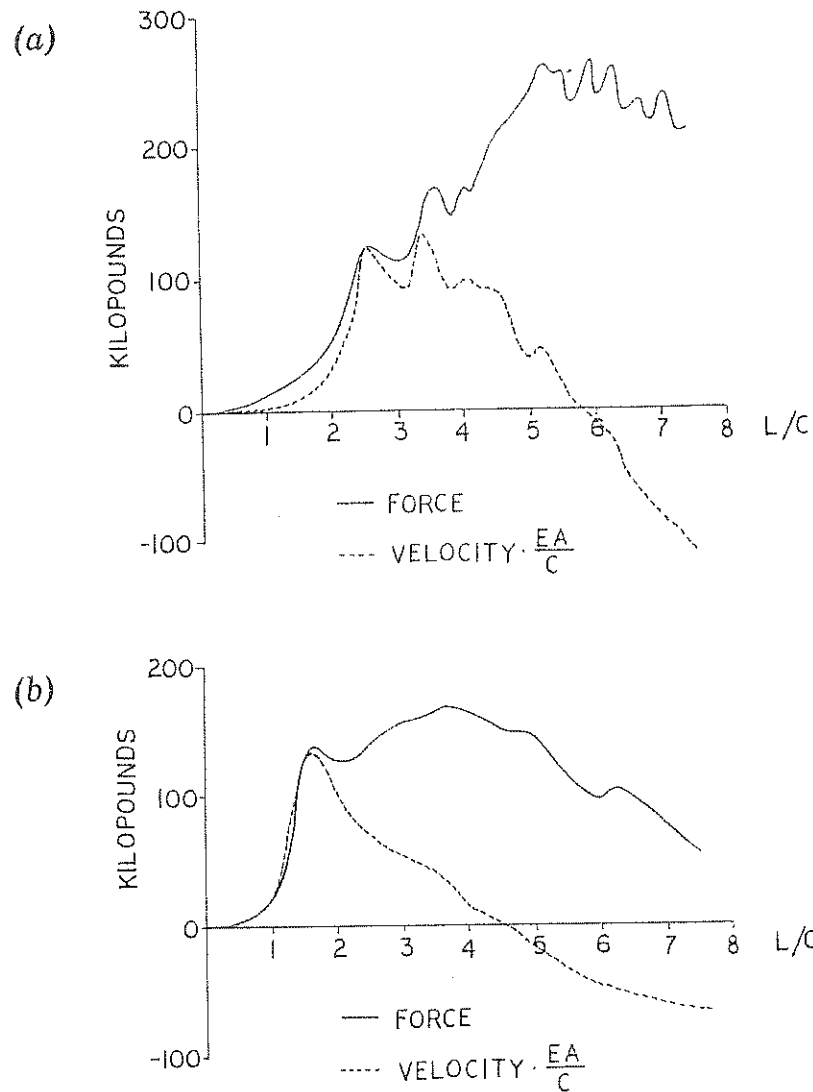 (a)
300
200
100
0
-100
KILOPOUNDS
1 2 3 4 5 6 7 8 L/C
— FORCE
---- VELOCITY · EA/C
(b)
200
100
0
-100
KILOPOUNDS
1 2 3 4 5 6 7 8 L/C
— FORCE
---- VELOCITY · EA/C